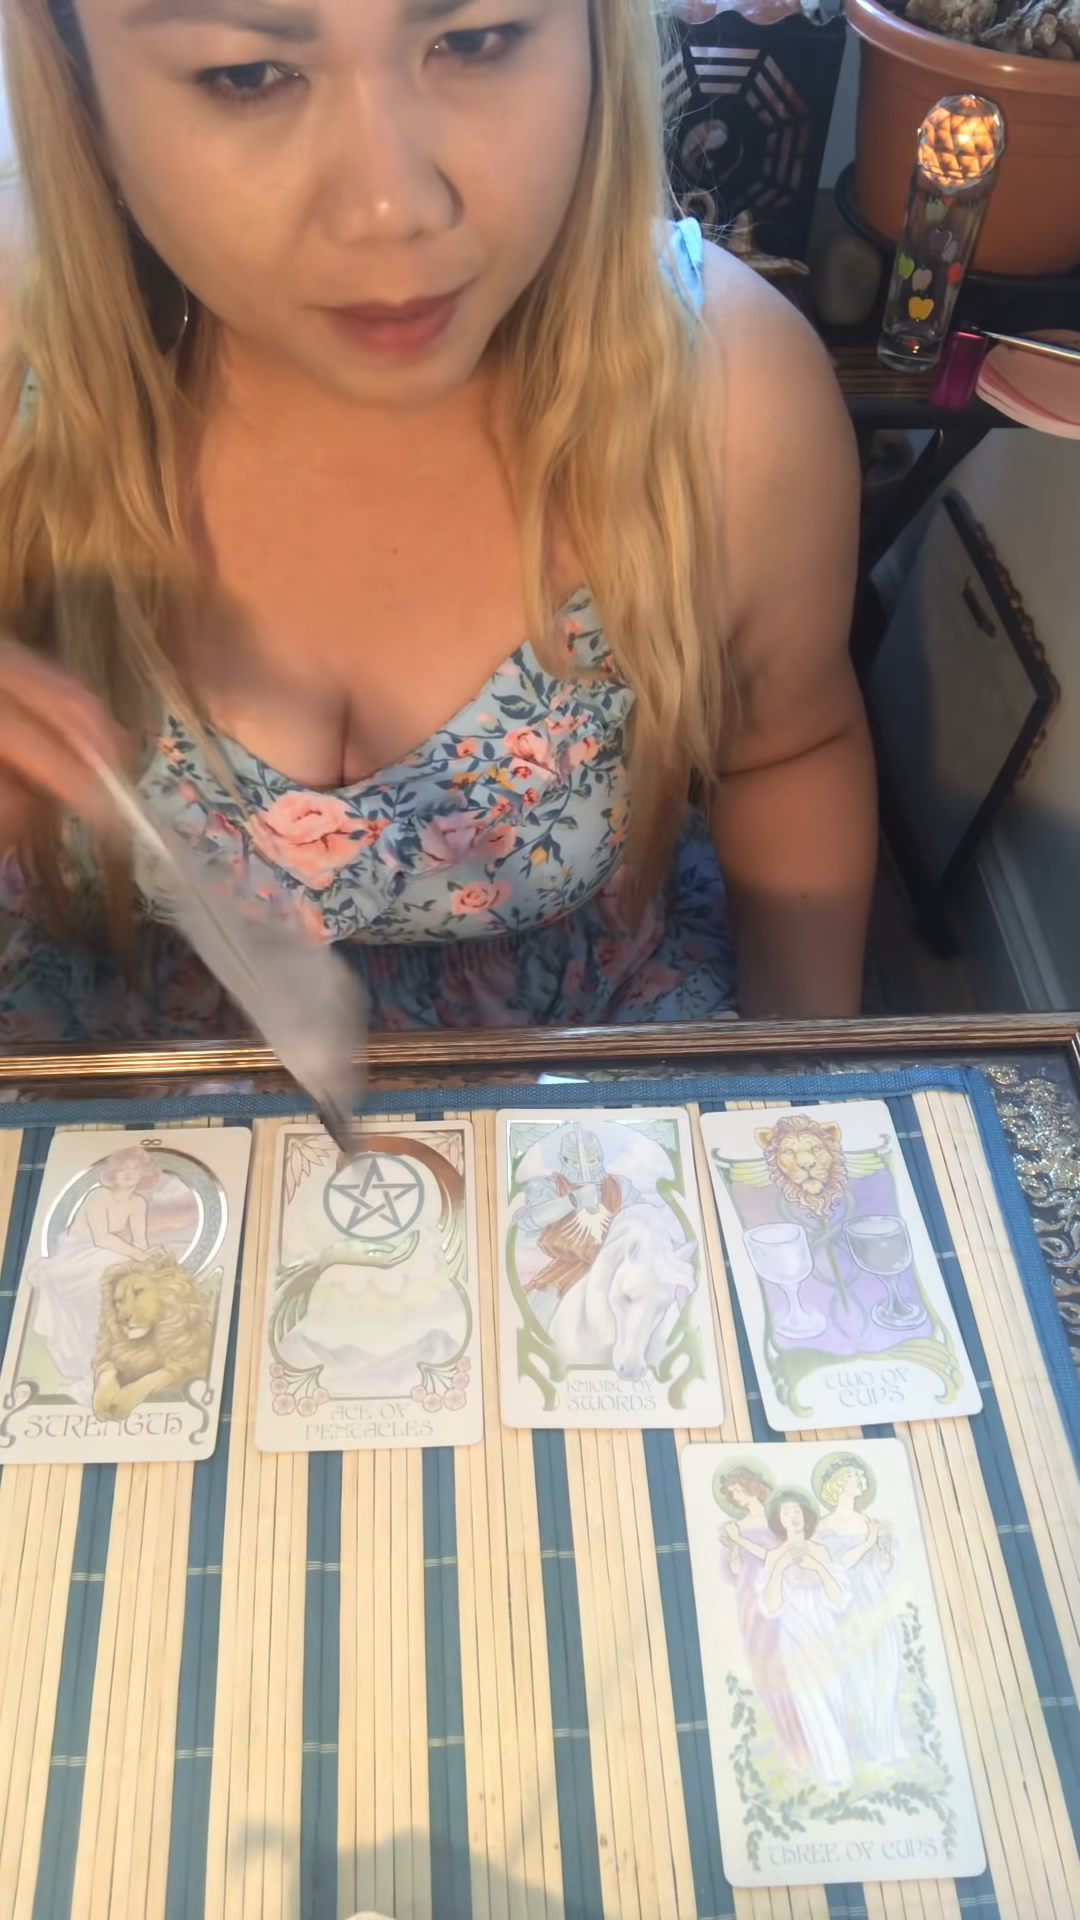 STRENGTH
ACE OF
PENTACLES
KNIGHT OF
SWORDS
TWO OF
CUPS
THREE OF CUPS